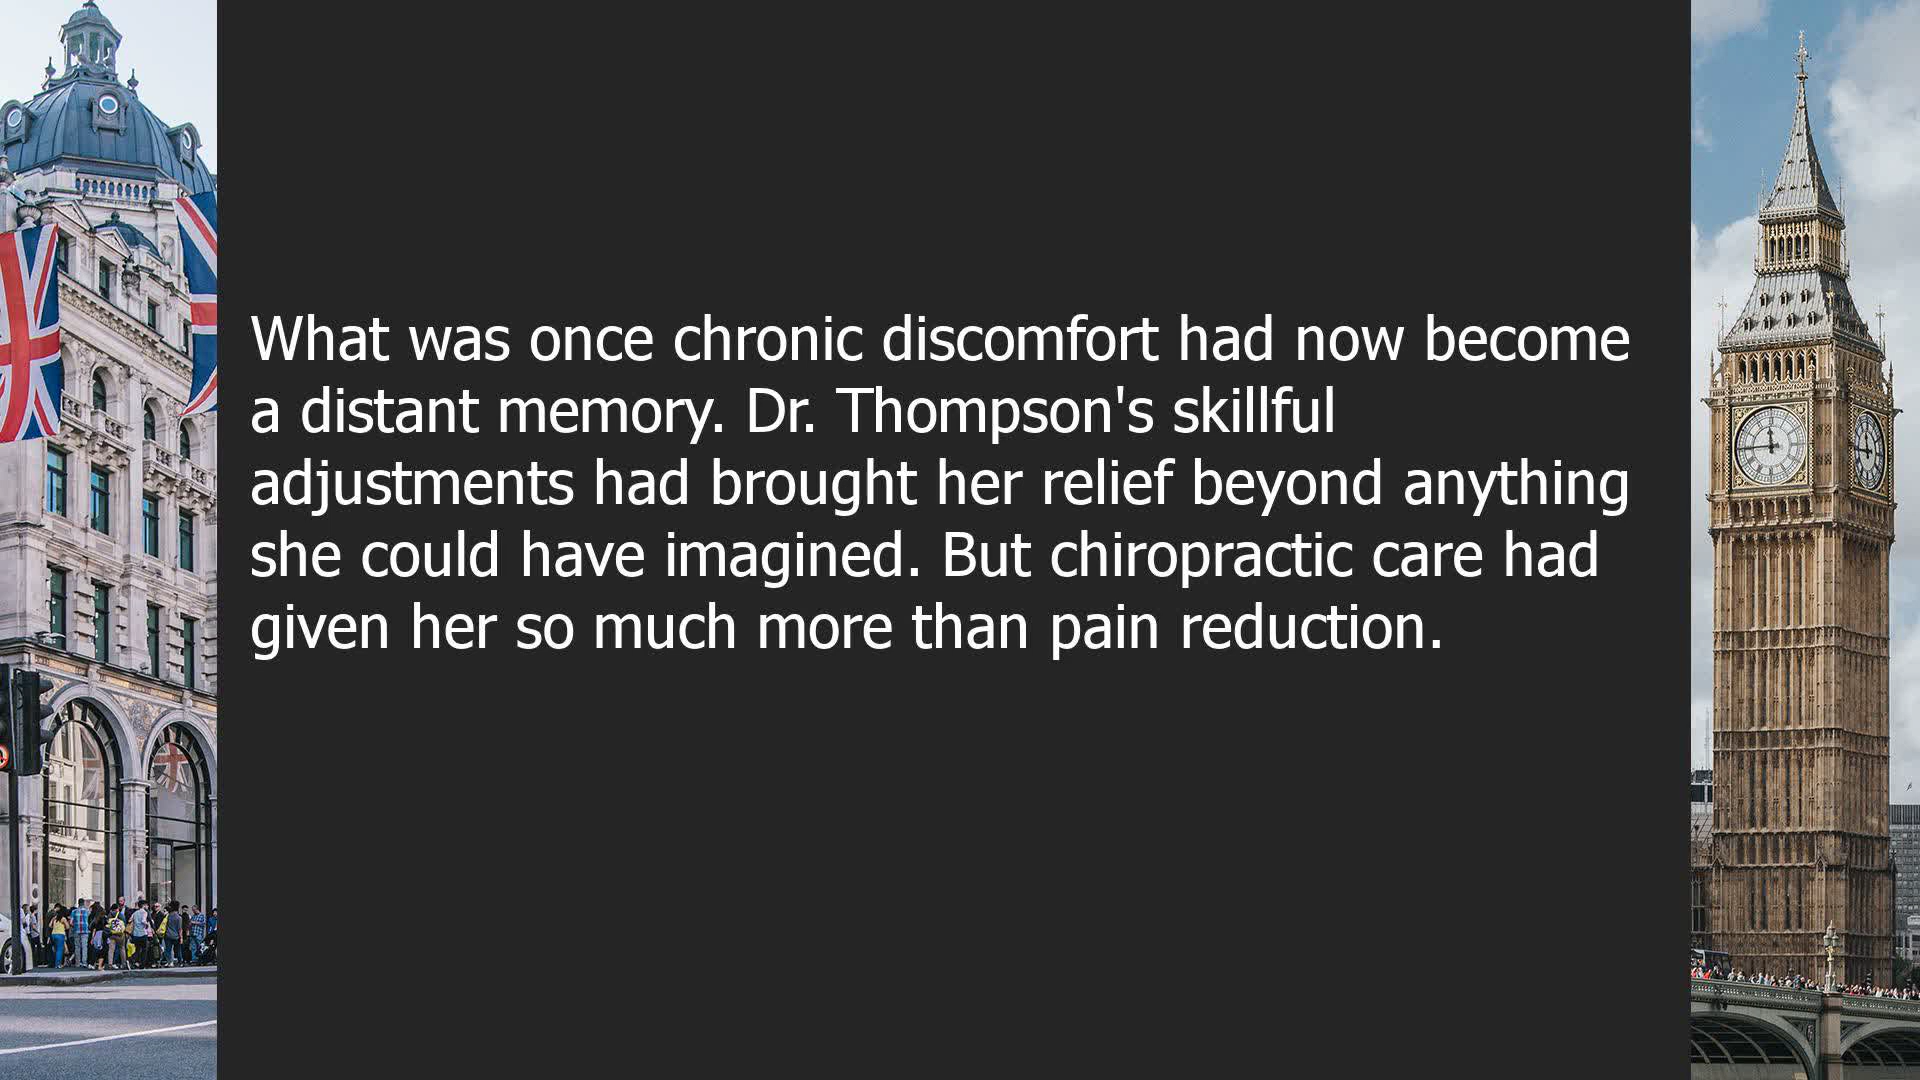 What was once chronic discomfort had now become
a distant memory. Dr. Thompson's skillful
adjustments had brought her relief beyond anything
she could have imagined. But chiropractic care had
given her so much more than pain reduction.